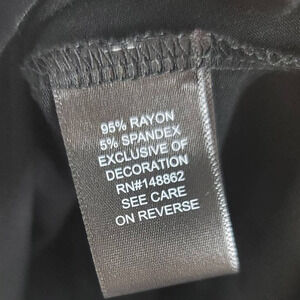 95% RAYON
5% SPANDEX
EXCLUSIVE OF
DECORATION
RN#148862
SEE CARE
ON REVERSE